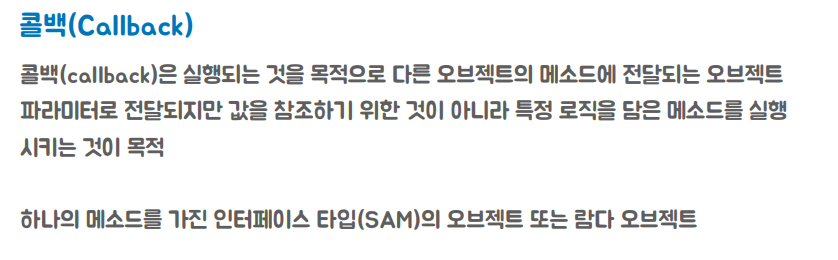 콜백(Callback)
콜백(callback)은 실행되는 것을 목적으로 다른 오브젝트의 메소드에 전달되는 오브젝트
파라미터로 전달되지만 값을 참조하기 위한 것이 아니라 특정 로직을 담은 메소드를 실행
시키는 것이 목적
하나의 메소드를 가진 인터페이스 타입(SAM)의 오브젝트 또는 람다 오브젝트